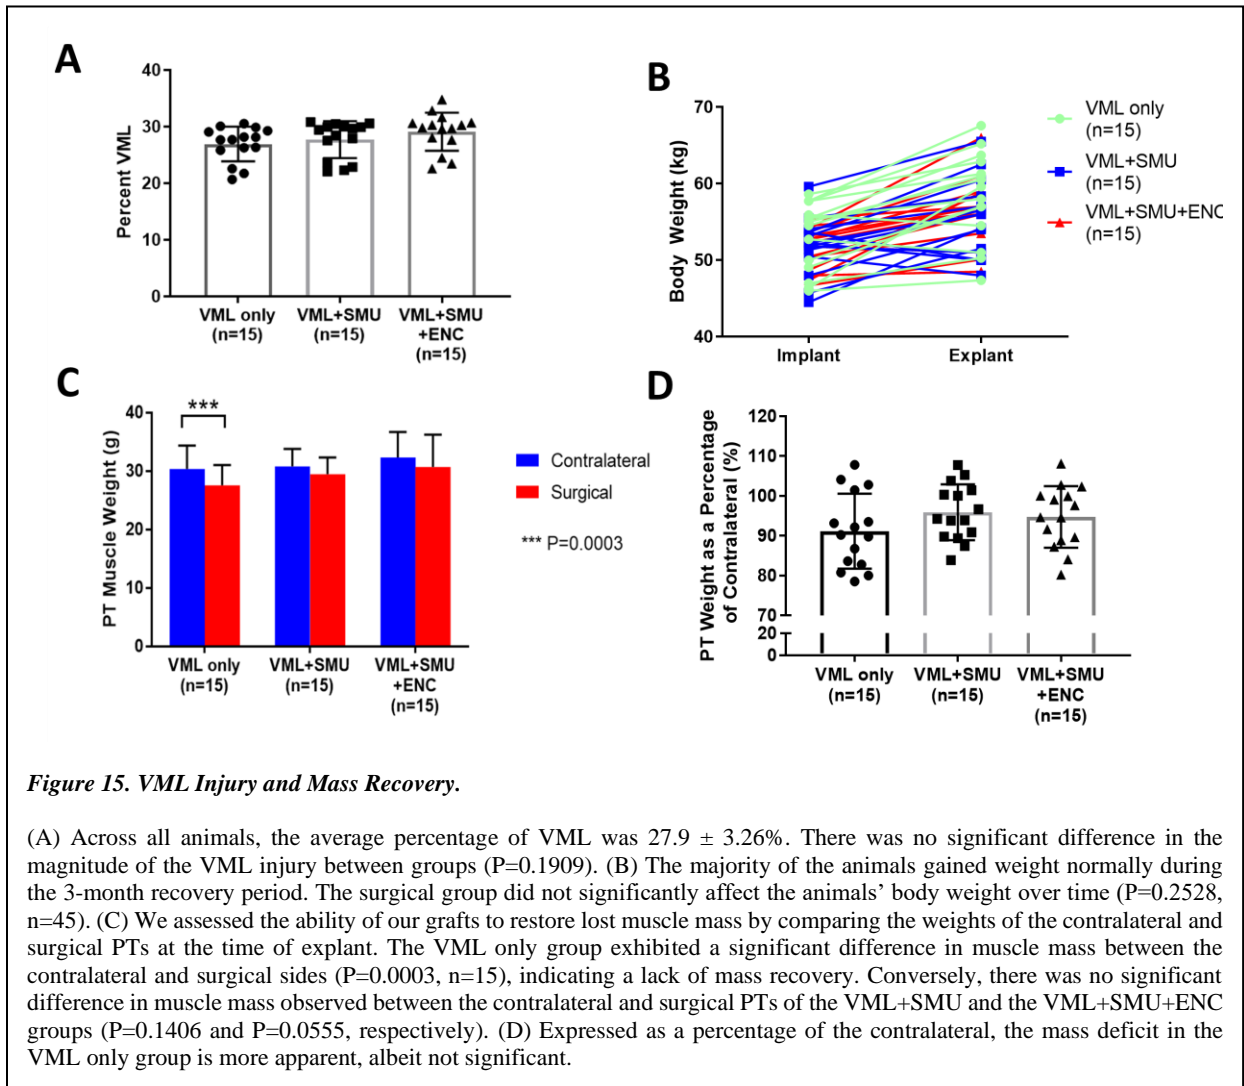 A
40
30
20
10
0
Percent VML
VML only
(n=15)
VML+SMU
(n=15)
VML+SMU
+ENC
(n=15)
B
70
60
50
40
Body Weight (kg)
Implant
Explant
VML only
(n=15)
VML+SMU
(n=15)
VML+SMU+ENC
(n=15)
C
40
30
20
10
0
PT Muscle Weight (g)
***
VML only
(n=15)
VML+SMU
(n=15)
VML+SMU
+ENC
(n=15)
Contralateral
Surgical
*** P=0.0003
D
120
110
100
90
80
70
20
0
PT Weight as a Percentage
of Contralateral (%)
VML only
(n=15)
VML+SMU
(n=15)
VML+SMU
+ENC
(n=15)
Figure 15. VML Injury and Mass Recovery.
(A) Across all animals, the average percentage of VML was 27.9 ± 3.26%. There was no significant difference in the
magnitude of the VML injury between groups (P=0.1909). (B) The majority of the animals gained weight normally during
the 3-month recovery period. The surgical group did not significantly affect the animals’ body weight over time (P=0.2528,
n=45). (C) We assessed the ability of our grafts to restore lost muscle mass by comparing the weights of the contralateral and
surgical PTs at the time of explant. The VML only group exhibited a significant difference in muscle mass between the
contralateral and surgical sides (P=0.0003, n=15), indicating a lack of mass recovery. Conversely, there was no significant
difference in muscle mass observed between the contralateral and surgical PTs of the VML+SMU and the VML+SMU+ENC
groups (P=0.1406 and P=0.0555, respectively). (D) Expressed as a percentage of the contralateral, the mass deficit in the
VML only group is more apparent, albeit not significant.